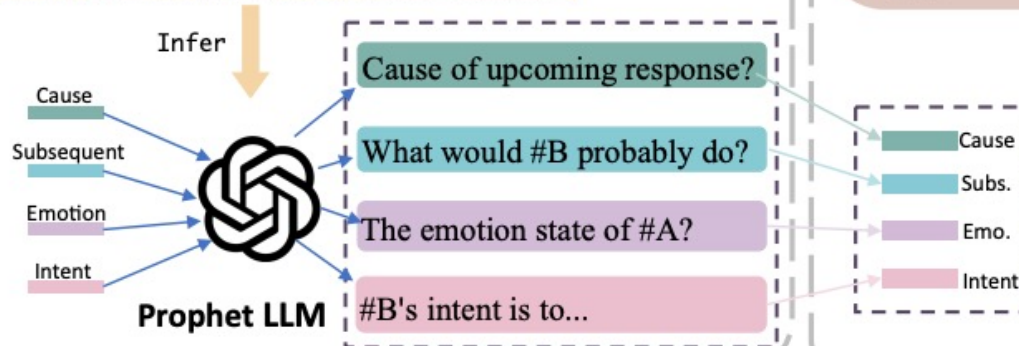 Infer
Cause
Subsequent
Emotion
Intent
Prophet LLM
Cause of upcoming response?
What would #B probably do?
The emotion state of #A?
#B's intent is to...
Cause
Subs.
Emo.
Intent